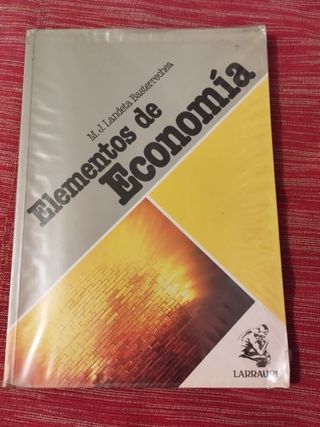 M. J. Landeta Basterrechea
Elementos de
Economía
LARRAURI